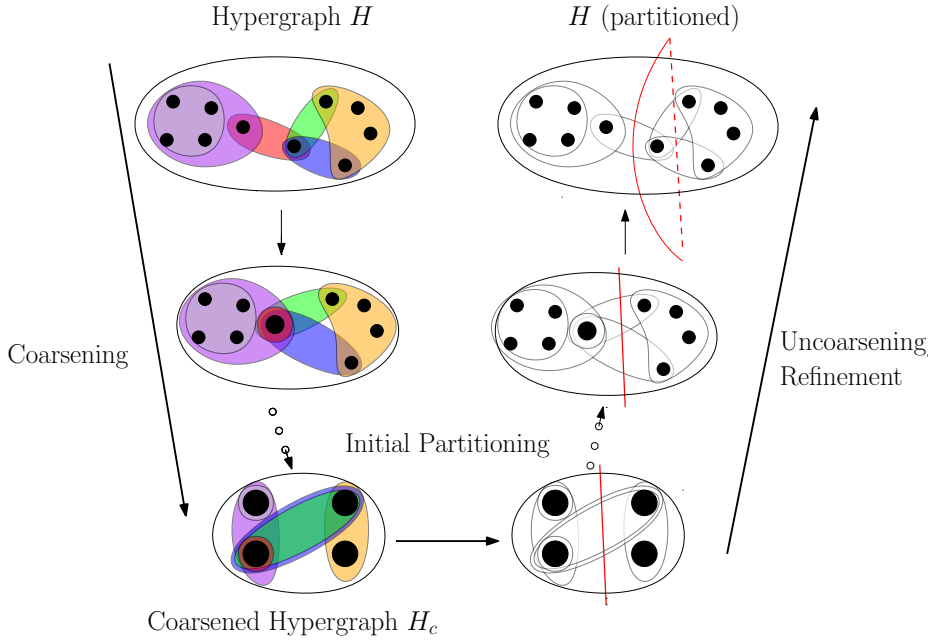 Hypergraph H
H (partitioned)
Coarsening
Uncoarsening,
Refinement
Initial Partitioning
Coarsened Hypergraph H_c